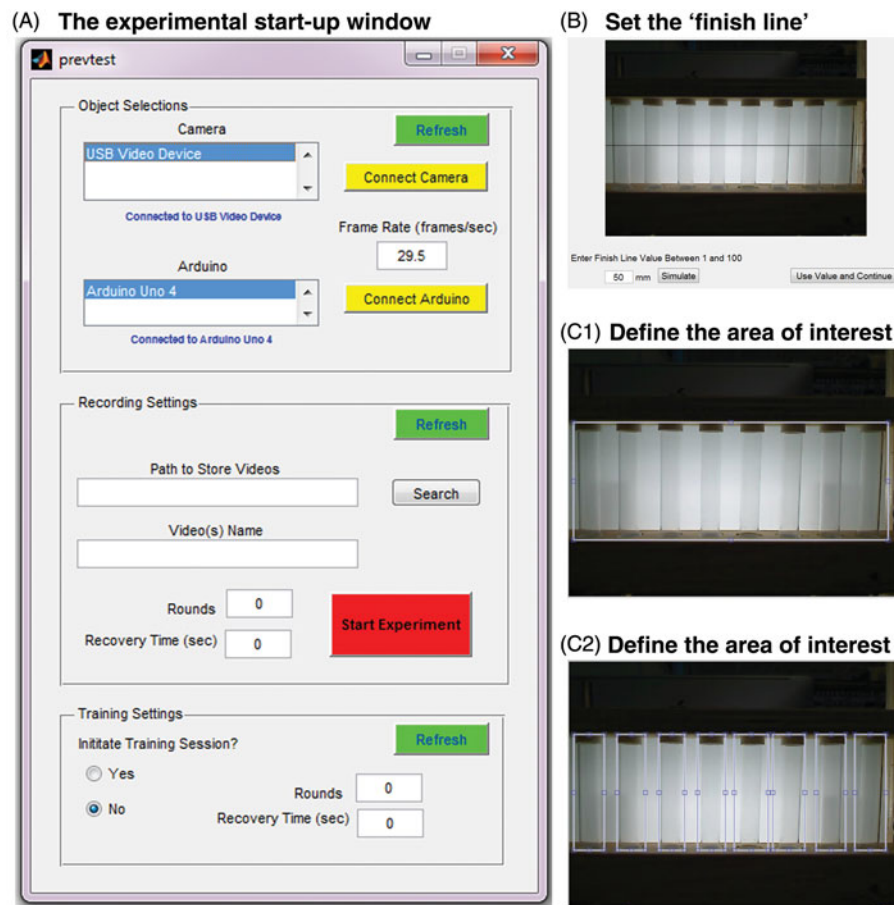 (A) The experimental start-up window
prevtest
Object Selections
Camera
Refresh
USB Video Device
Connect Camera
Connected to USB Video Device
Frame Rate (frames/sec)
29.5
Arduino
Arduino Uno 4
Connect Arduino
Connected to Arduino Uno 4
Recording Settings
Refresh
Path to Store Videos
Search
Video(s) Name
Rounds 0
Start Experiment
Recovery Time (sec) 0
Training Settings
Inititate Training Session?
Refresh
Yes
Rounds 0
No
Recovery Time (sec) 0
(B) Set the ‘finish line’
Enter Finish Line Value Between 1 and 100
50 mm Simulate Use Value and Continue
(C1) Define the area of interest
(C2) Define the area of interest